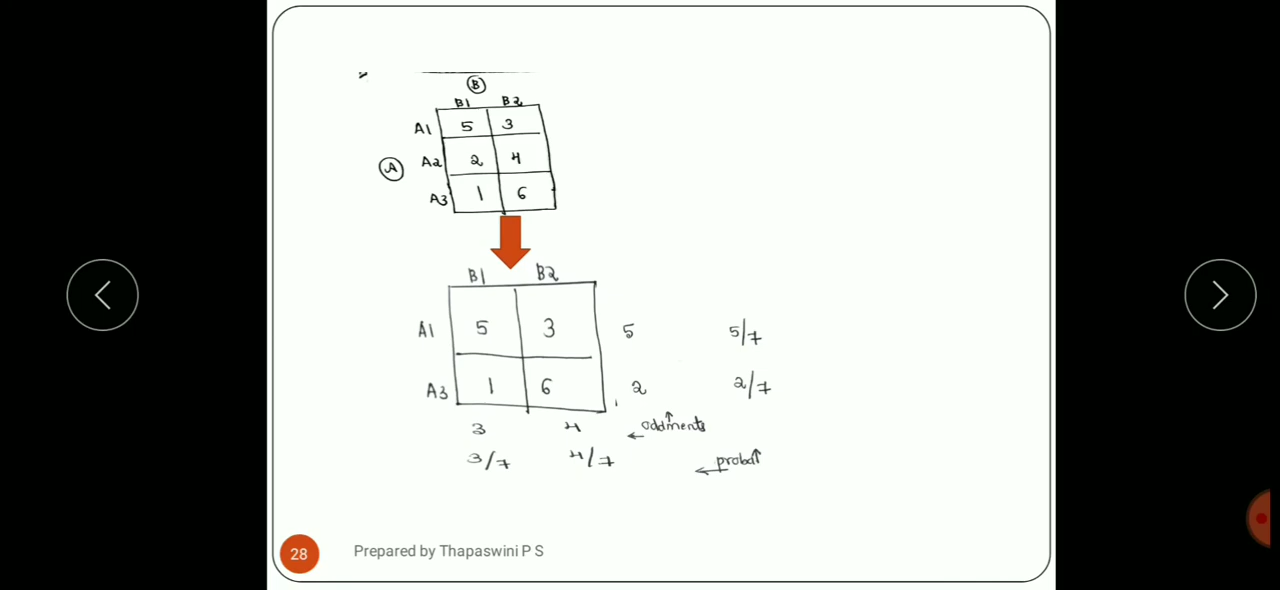 B
B1 B2
A1 5 3
A A2 2 4
A3 1 6
B1 B2
A1 5 3 5 5/7
A3 1 6 2 2/7
3 4 ← oddments
3/7 4/7 ← probal
28 Prepared by Thapaswini P S